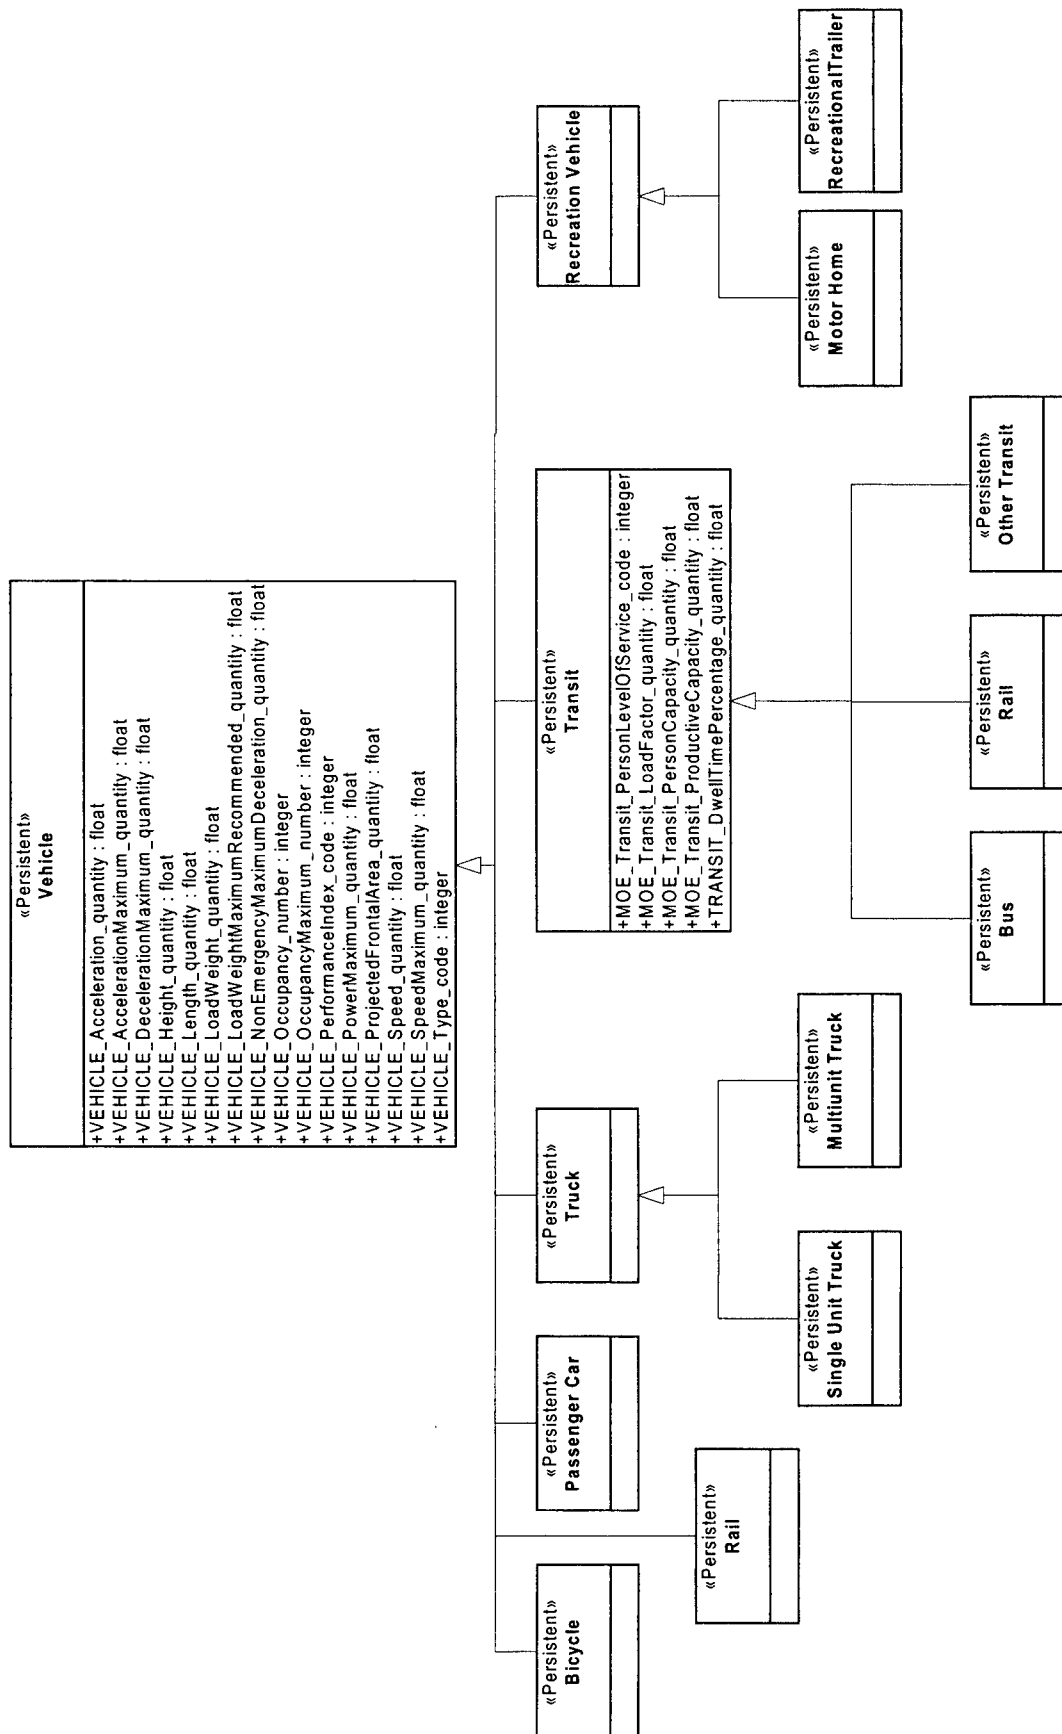 «Persistent»
Vehicle
+VEHICLE_Acceleration_quantity : float
+VEHICLE_AccelerationMaximum_quantity : float
+VEHICLE_DecelerationMaximum_quantity : float
+VEHICLE_Height_quantity : float
+VEHICLE_Length_quantity : float
+VEHICLE_LoadWeight_quantity : float
+VEHICLE_LoadWeightMaximumRecommended_quantity : float
+VEHICLE_NonEmergencyMaximumDeceleration_quantity : float
+VEHICLE_Occupancy_number : integer
+VEHICLE_OccupancyMaximum_number : integer
+VEHICLE_PerformanceIndex_code : integer
+VEHICLE_PowerMaximum_quantity : float
+VEHICLE_ProjectedFrontalArea_quantity : float
+VEHICLE_Speed_quantity : float
+VEHICLE_SpeedMaximum_quantity : float
+VEHICLE_Type_code : integer
«Persistent»
Bicycle
«Persistent»
Passenger Car
«Persistent»
Truck
«Persistent»
Transit
+MOE_Transit_PersonLevelOfService_code : integer
+MOE_Transit_LoadFactor_quantity : float
+MOE_Transit_PersonCapacity_quantity : float
+MOE_Transit_ProductiveCapacity_quantity : float
+TRANSIT_DwellTimePercentage_quantity : float
«Persistent»
Recreation Vehicle
«Persistent»
Rail
«Persistent»
Single Unit Truck
«Persistent»
Multiunit Truck
«Persistent»
Motor Home
«Persistent»
RecreationalTrailer
«Persistent»
Bus
«Persistent»
Rail
«Persistent»
Other Transit